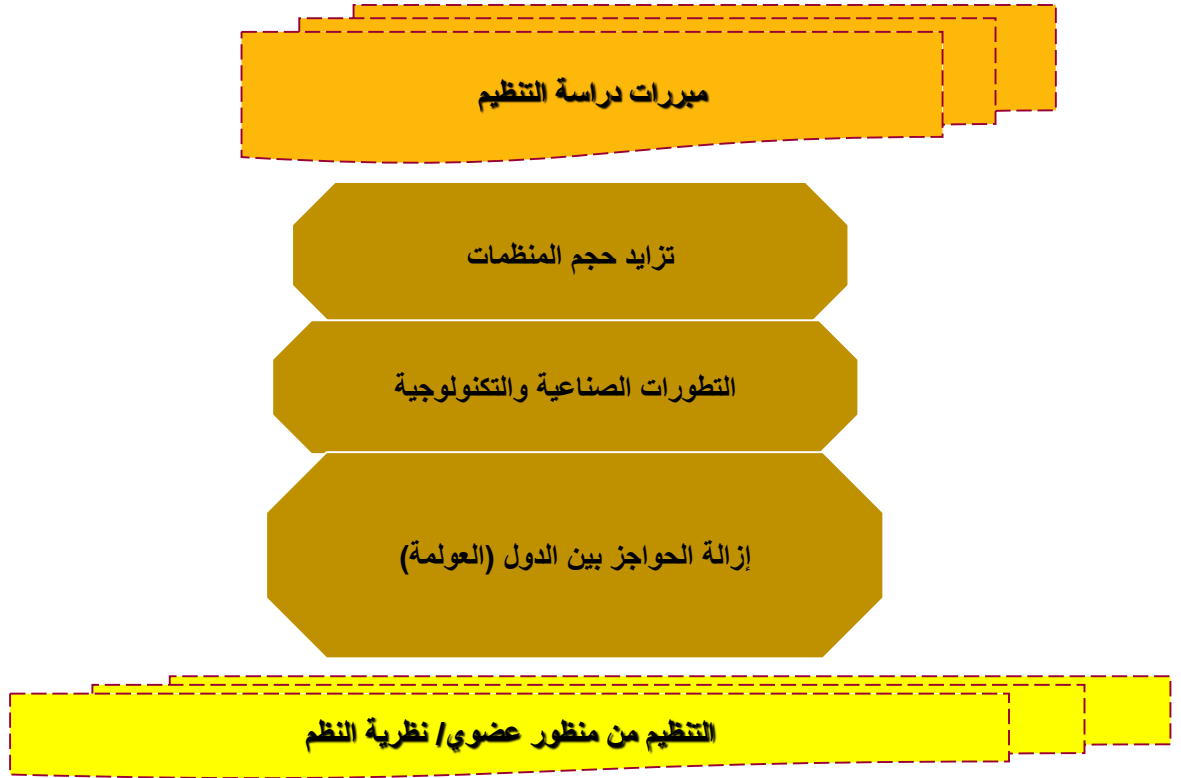 مبررات دراسة التنظيم
تزايد حجم المنظمات
التطورات الصناعية والتكنولوجية
إزالة الحواجز بين الدول (العولمة)
التنظيم من منظور عضوي/ نظرية النظم